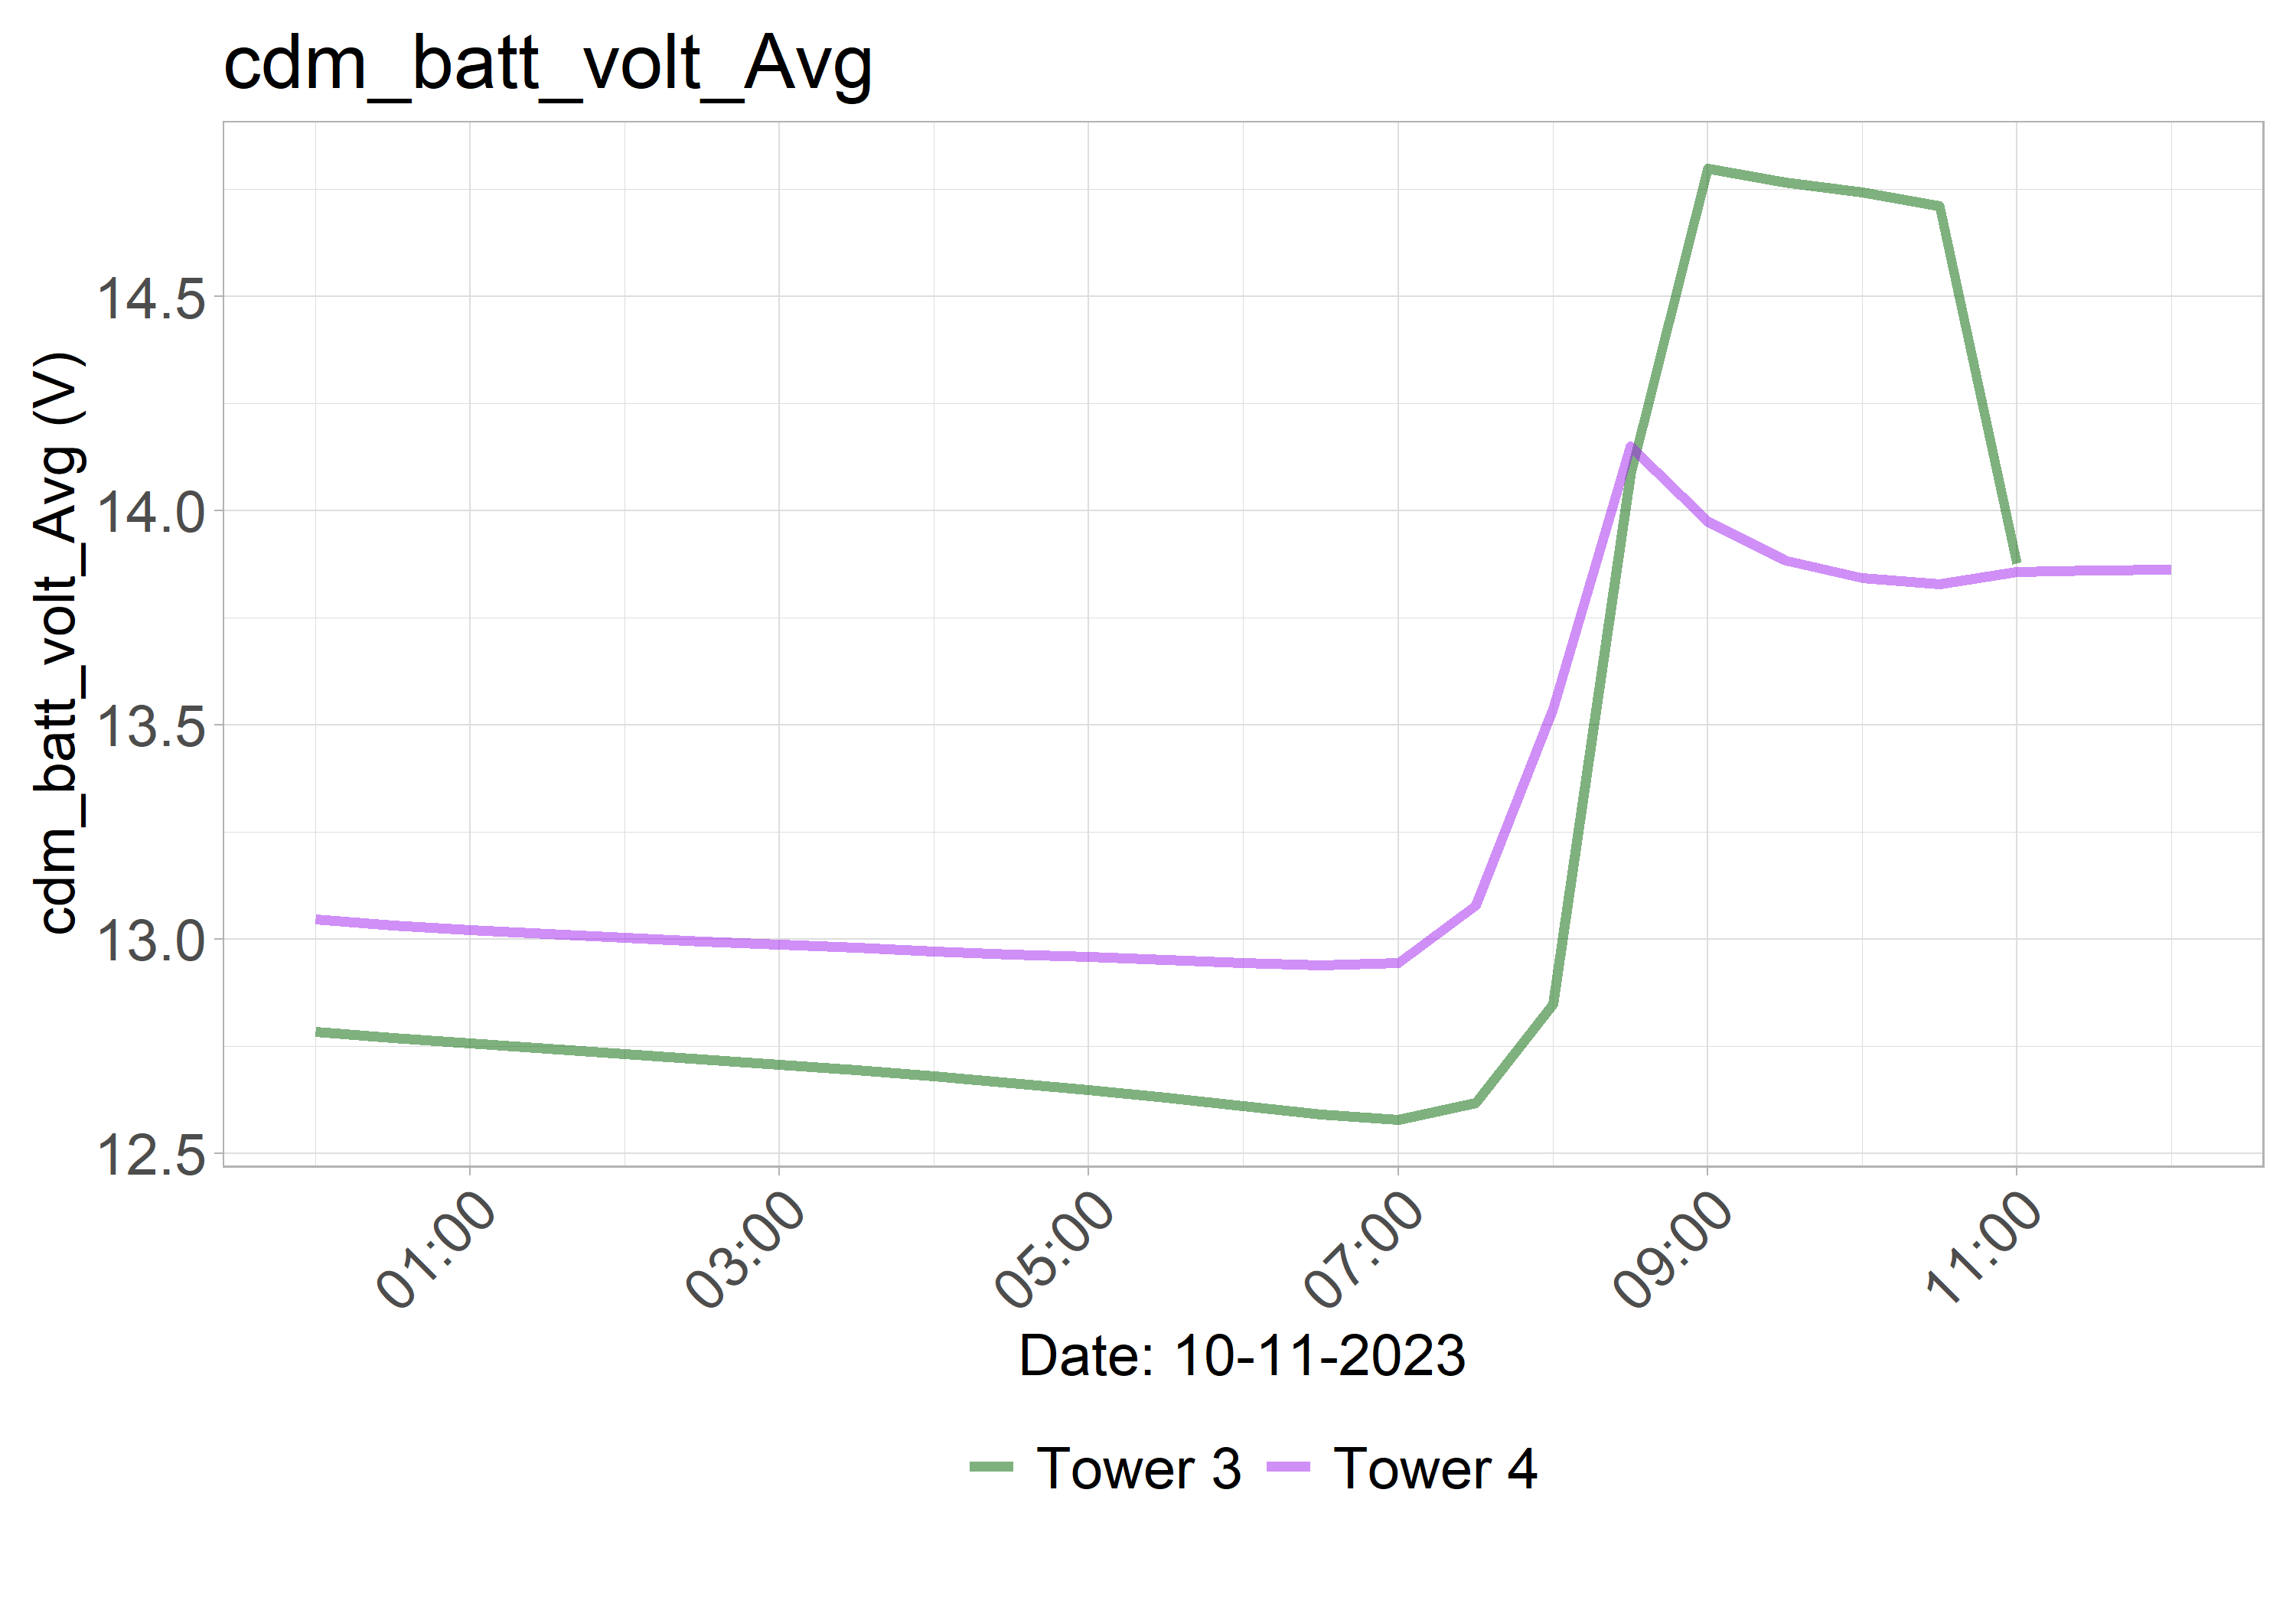 cdm_batt_volt_Avg
cdm_batt_volt_Avg (V)
14.5
14.0
13.5
13.0
12.5
01:00
03:00
05:00
07:00
09:00
11:00
Date: 10-11-2023
Tower 3
Tower 4